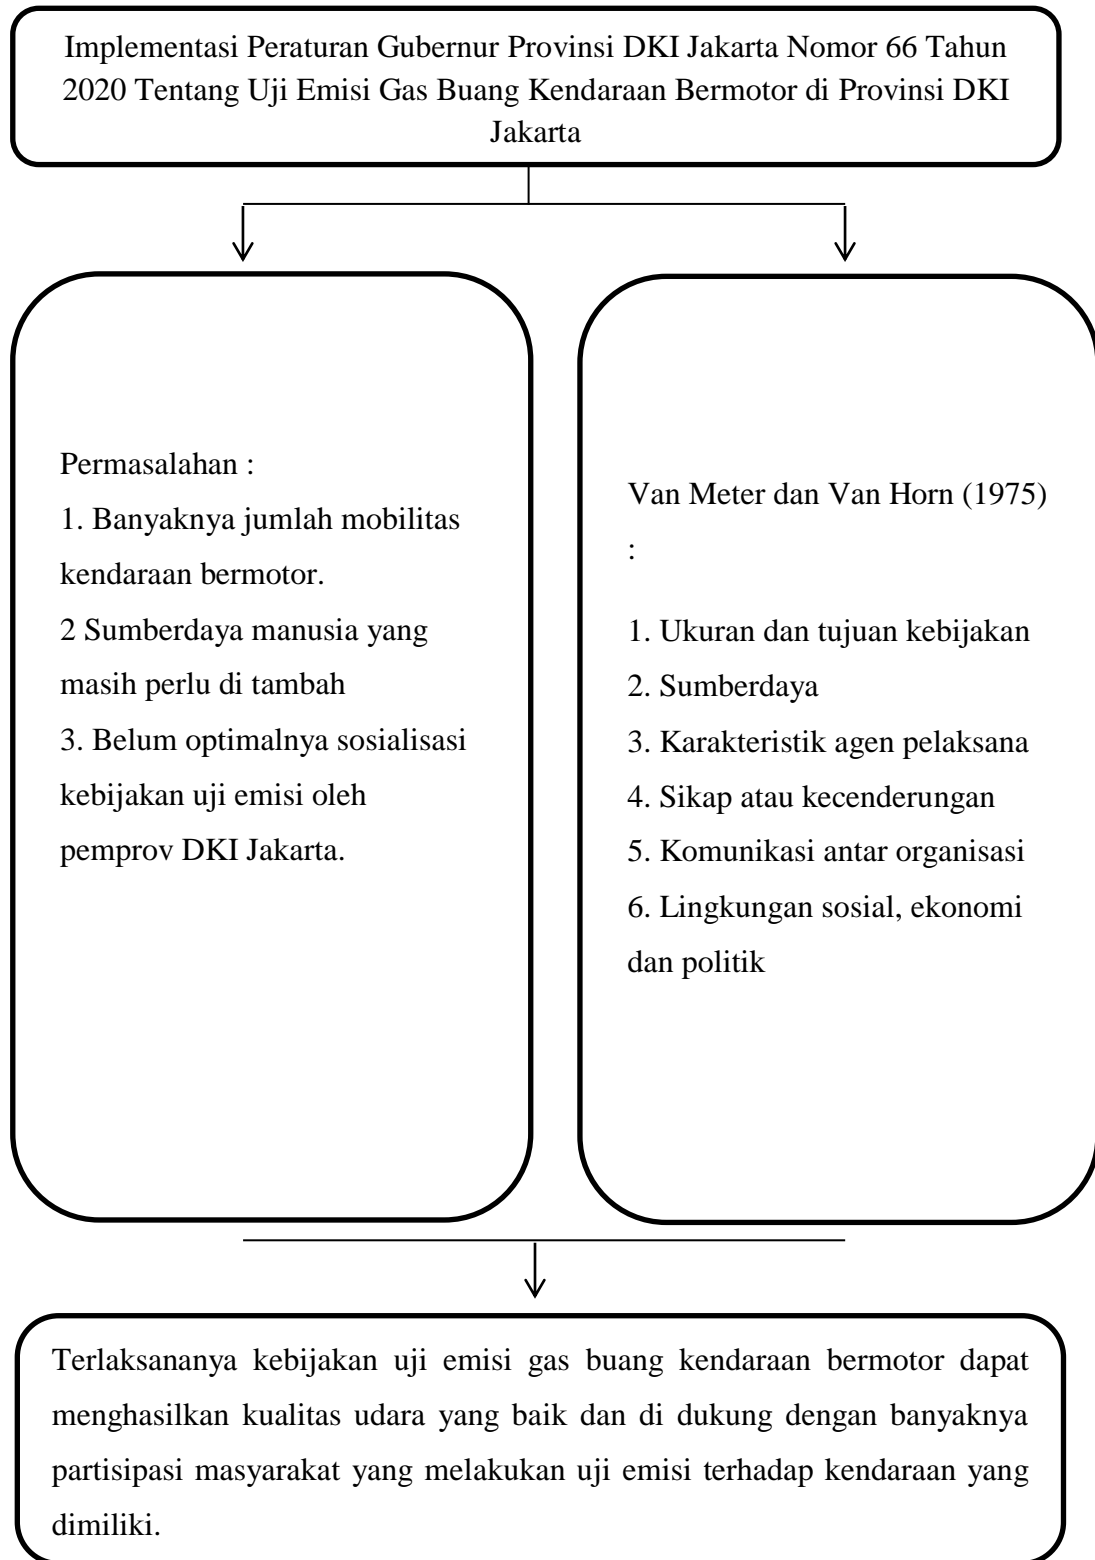 Implementasi Peraturan Gubernur Provinsi DKI Jakarta Nomor 66 Tahun
2020 Tentang Uji Emisi Gas Buang Kendaraan Bermotor di Provinsi DKI
Jakarta
Permasalahan :
1. Banyaknya jumlah mobilitas
kendaraan bermotor.
2 Sumberdaya manusia yang
masih perlu di tambah
3. Belum optimalnya sosialisasi
kebijakan uji emisi oleh
pemprov DKI Jakarta.
Van Meter dan Van Horn (1975)
:
1. Ukuran dan tujuan kebijakan
2. Sumberdaya
3. Karakteristik agen pelaksana
4. Sikap atau kecenderungan
5. Komunikasi antar organisasi
6. Lingkungan sosial, ekonomi
dan politik
Terlaksananya kebijakan uji emisi gas buang kendaraan bermotor dapat
menghasilkan kualitas udara yang baik dan di dukung dengan banyaknya
partisipasi masyarakat yang melakukan uji emisi terhadap kendaraan yang
dimiliki.